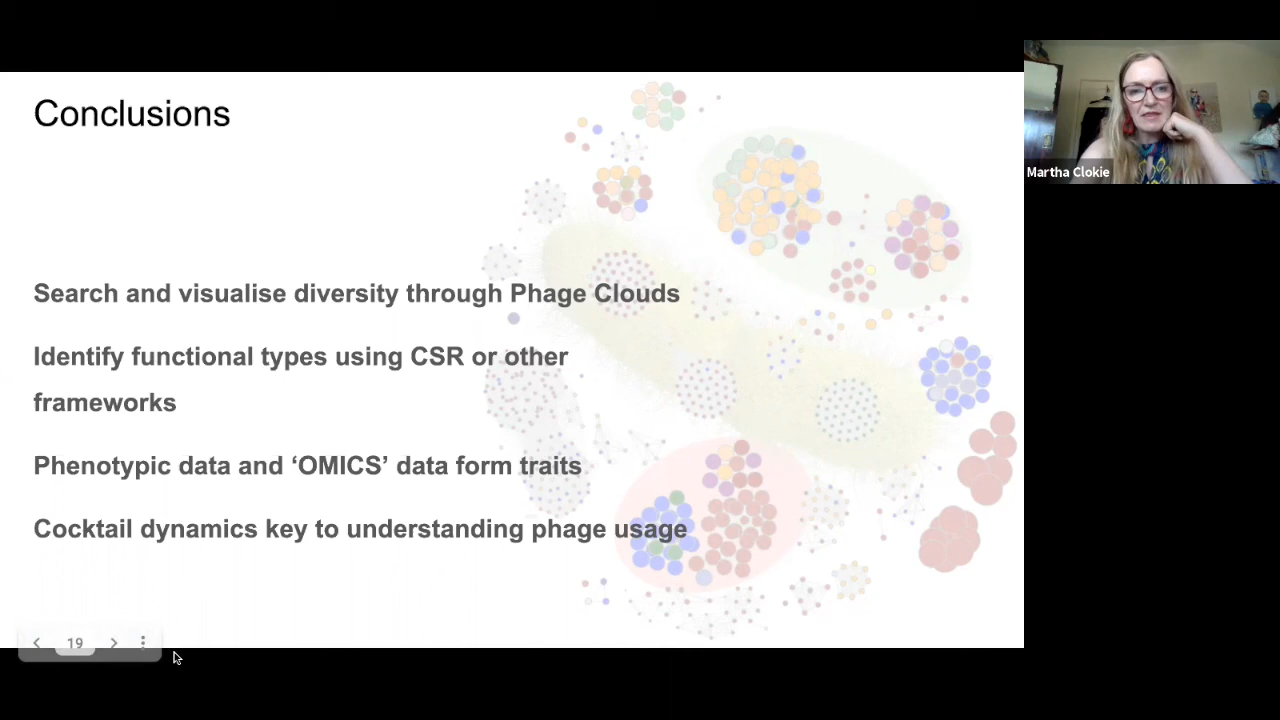 Conclusions
Search and visualise diversity through Phage Clouds
Identify functional types using CSR or other
frameworks
Phenotypic data and ‘OMICS’ data form traits
Cocktail dynamics key to understanding phage usage
19
Martha Clokie